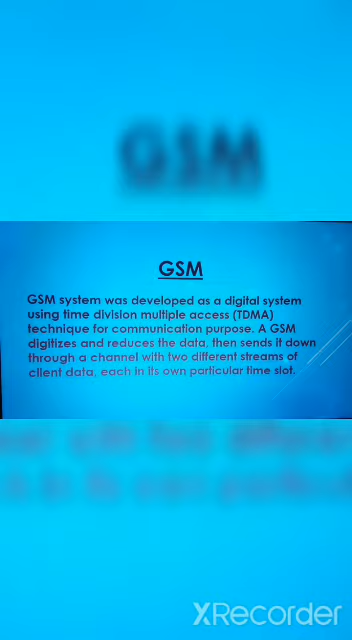 GSM
GSM
GSM system was developed as a digital system
using time division multiple access (TDMA)
technique for communication purpose. A GSM
digitizes and reduces the data, then sends it down
through a channel with two different streams of
client data, each in its own particular time slot.
XRecorder